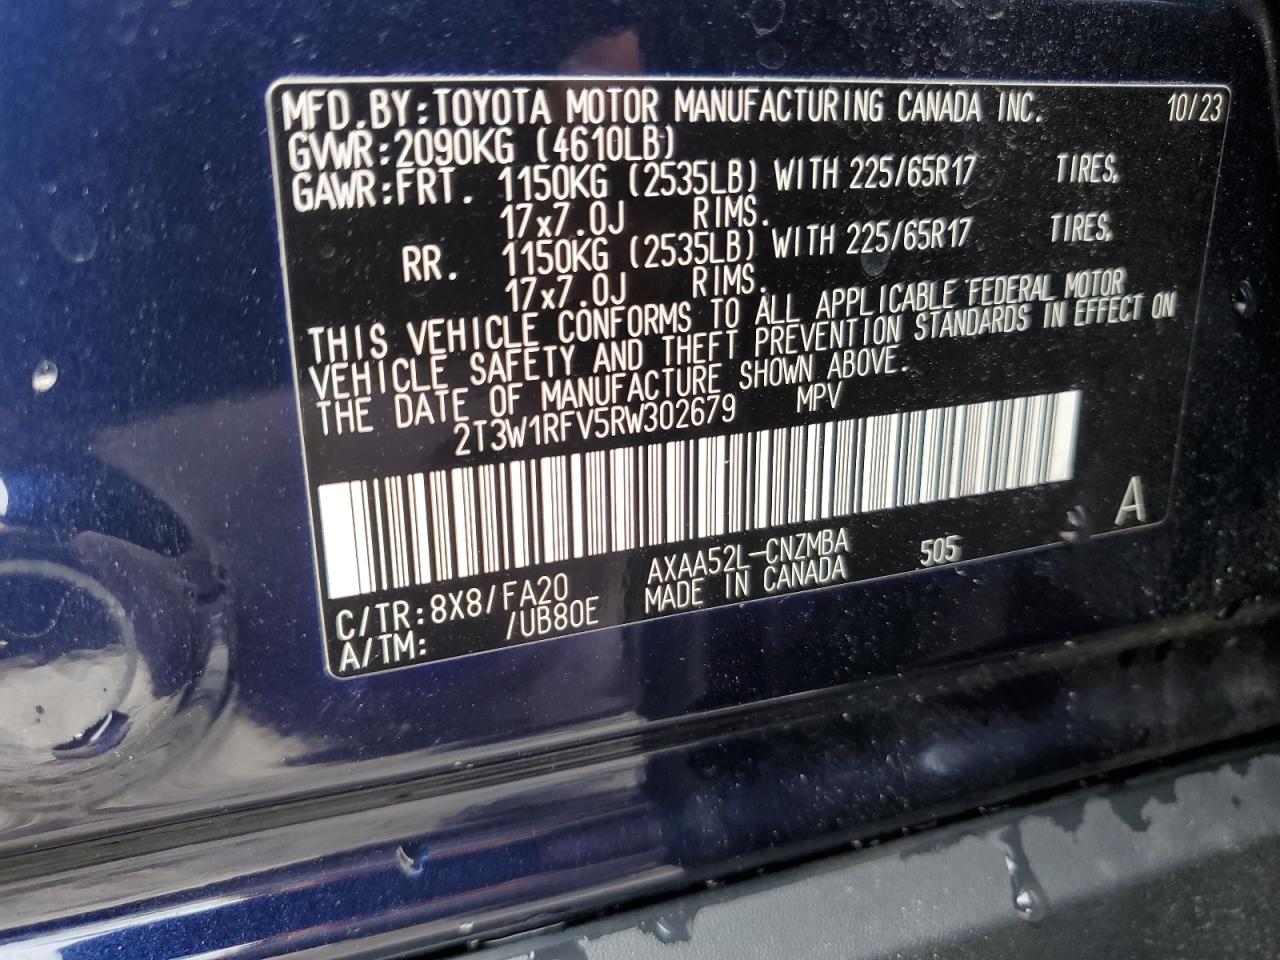 MFD.BY:TOYOTA MOTOR MANUFACTURING CANADA INC. 10/23
GVWR:2090KG (4610LB)
GAWR:FRT. 1150KG (2535LB) WITH 225/65R17 TIRES,
17x7.0J RIMS.
RR. 1150KG (2535LB) WITH 225/65R17 TIRES,
17x7.0J RIMS.
THIS VEHICLE CONFORMS TO ALL APPLICABLE FEDERAL MOTOR
VEHICLE SAFETY AND THEFT PREVENTION STANDARDS IN EFFECT ON
THE DATE OF MANUFACTURE SHOWN ABOVE.
2T3W1RFV5RW302679 MPV
A
C/TR:8X8/FA20 AXAA52L-CNZMBA 505
A/TM: /UB80E MADE IN CANADA